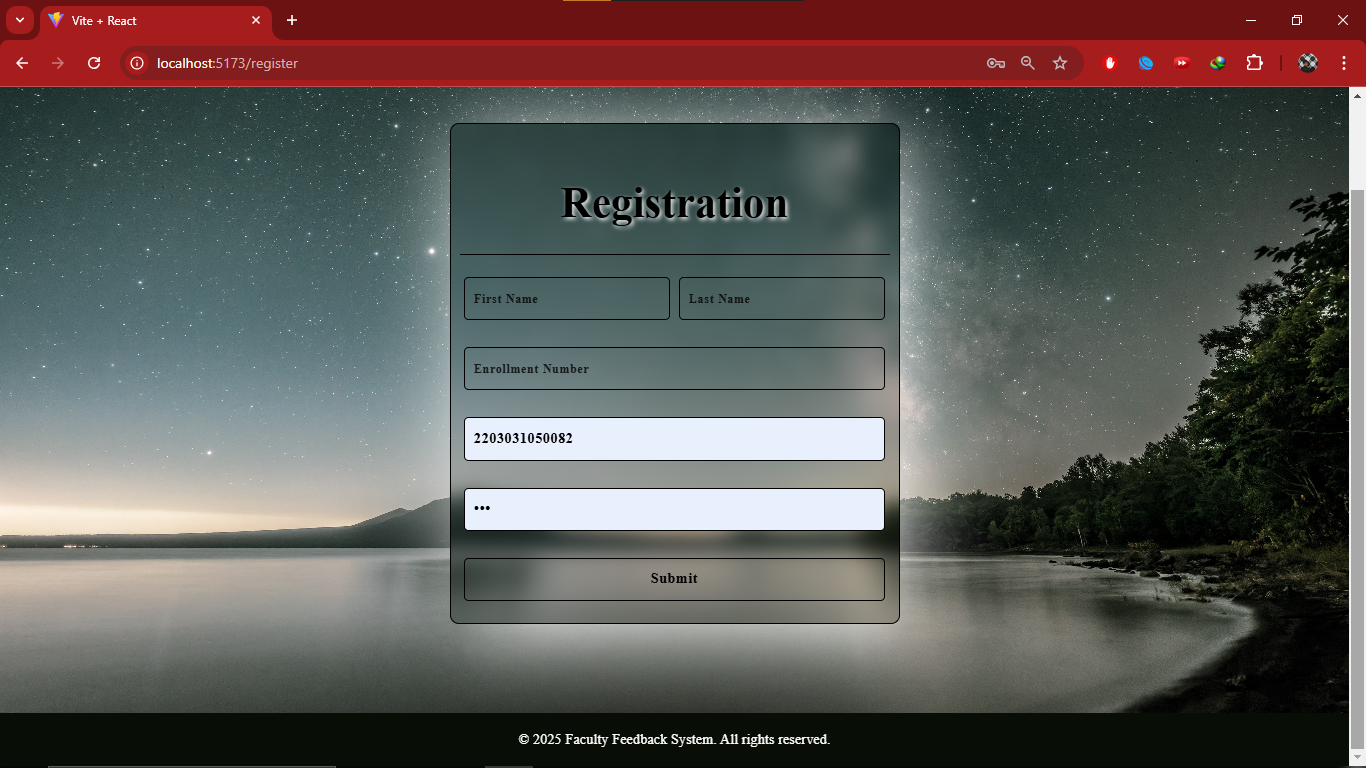 Vite + React
localhost:5173/register
Registration
First Name Last Name
Enrollment Number
2203031050082
•••
Submit
© 2025 Faculty Feedback System. All rights reserved.